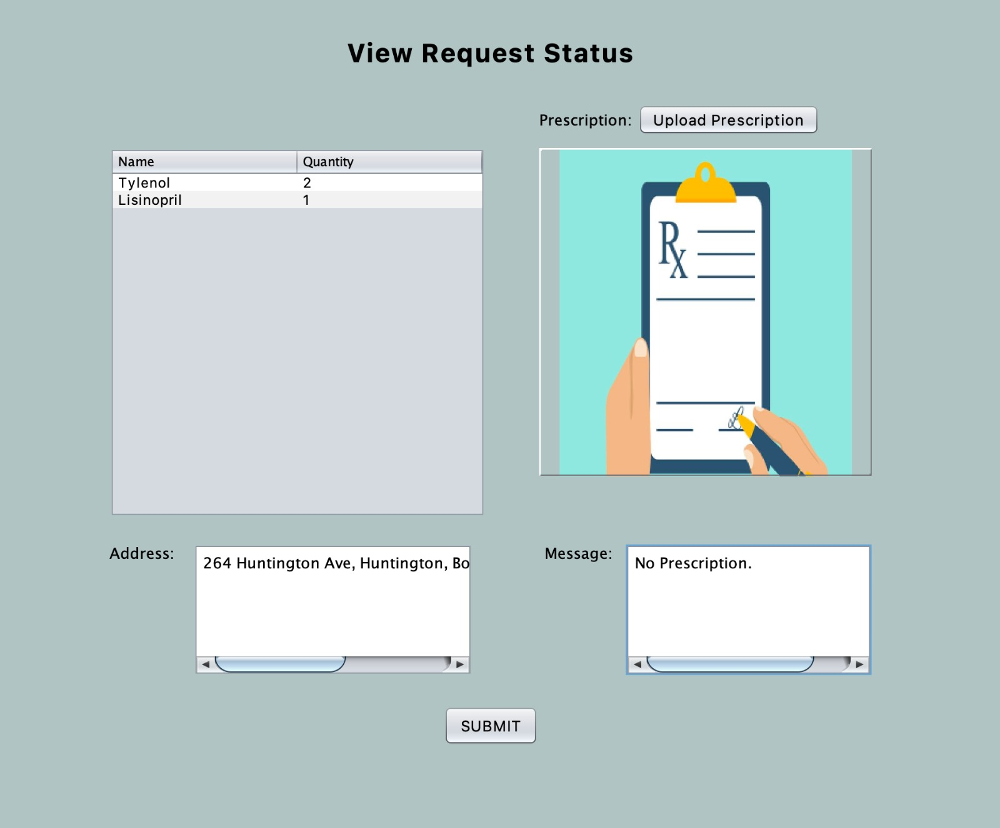 View Request Status
Prescription: Upload Prescription
Name Quantity
Tylenol 2
Lisinopril 1
Rx
Address: 264 Huntington Ave, Huntington, Bo
Message: No Prescription.
SUBMIT